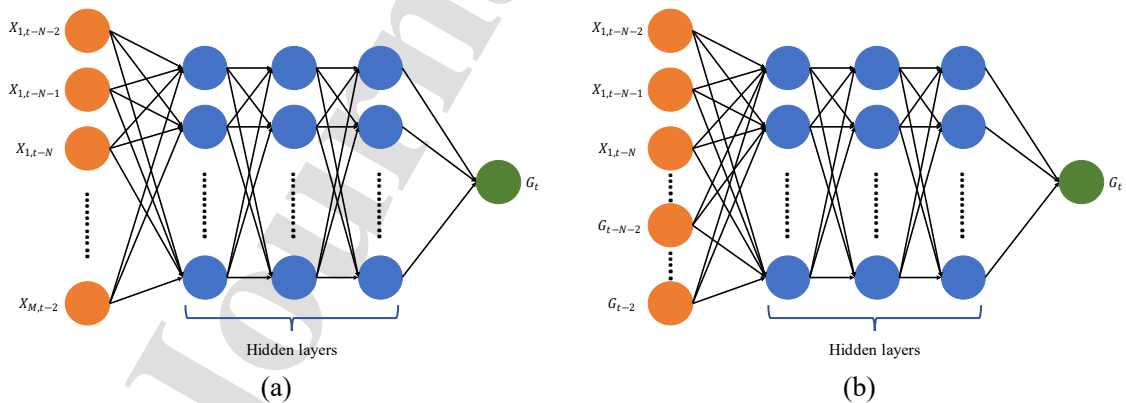 X1,t−N−2
X1,t−N−1
X1,t−N
XM,t−2
Gt
Hidden layers
(a)
X1,t−N−2
X1,t−N−1
X1,t−N
Gt−N−2
Gt−2
Gt
Hidden layers
(b)
Journ